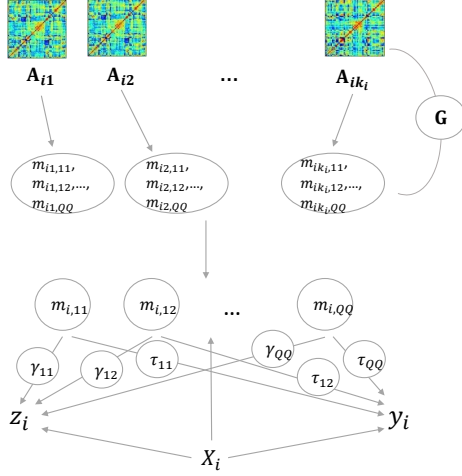 A_{i1} A_{i2} ... A_{ik_i}
G
m_{i1,11}, m_{i2,11}, m_{ik_i,11},
m_{i1,12},..., m_{i2,12},..., m_{ik_i,12},...,
m_{i1,QQ} m_{i2,QQ} m_{ik_i,QQ}
m_{i,11} m_{i,12} ... m_{i,QQ}
γ_{11} γ_{12} τ_{11} γ_{QQ} τ_{12} τ_{QQ}
z_i y_i
X_i